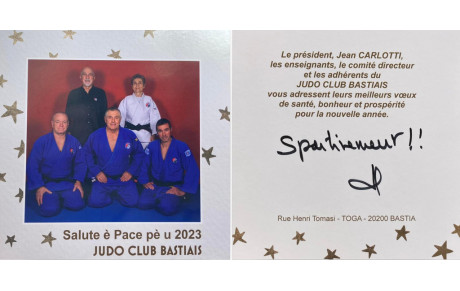 Salute è Pace pè u 2023
JUDO CLUB BASTIAIS
Le président, Jean CARLOTTI,
les enseignants, le comité directeur
et les adhérents du
JUDO CLUB BASTIAIS
vous adressent leurs meilleurs vœux
de santé, bonheur et prospérité
pour la nouvelle année.
Sportivement !!
Rue Henri Tomasi - TOGA - 20200 BASTIA